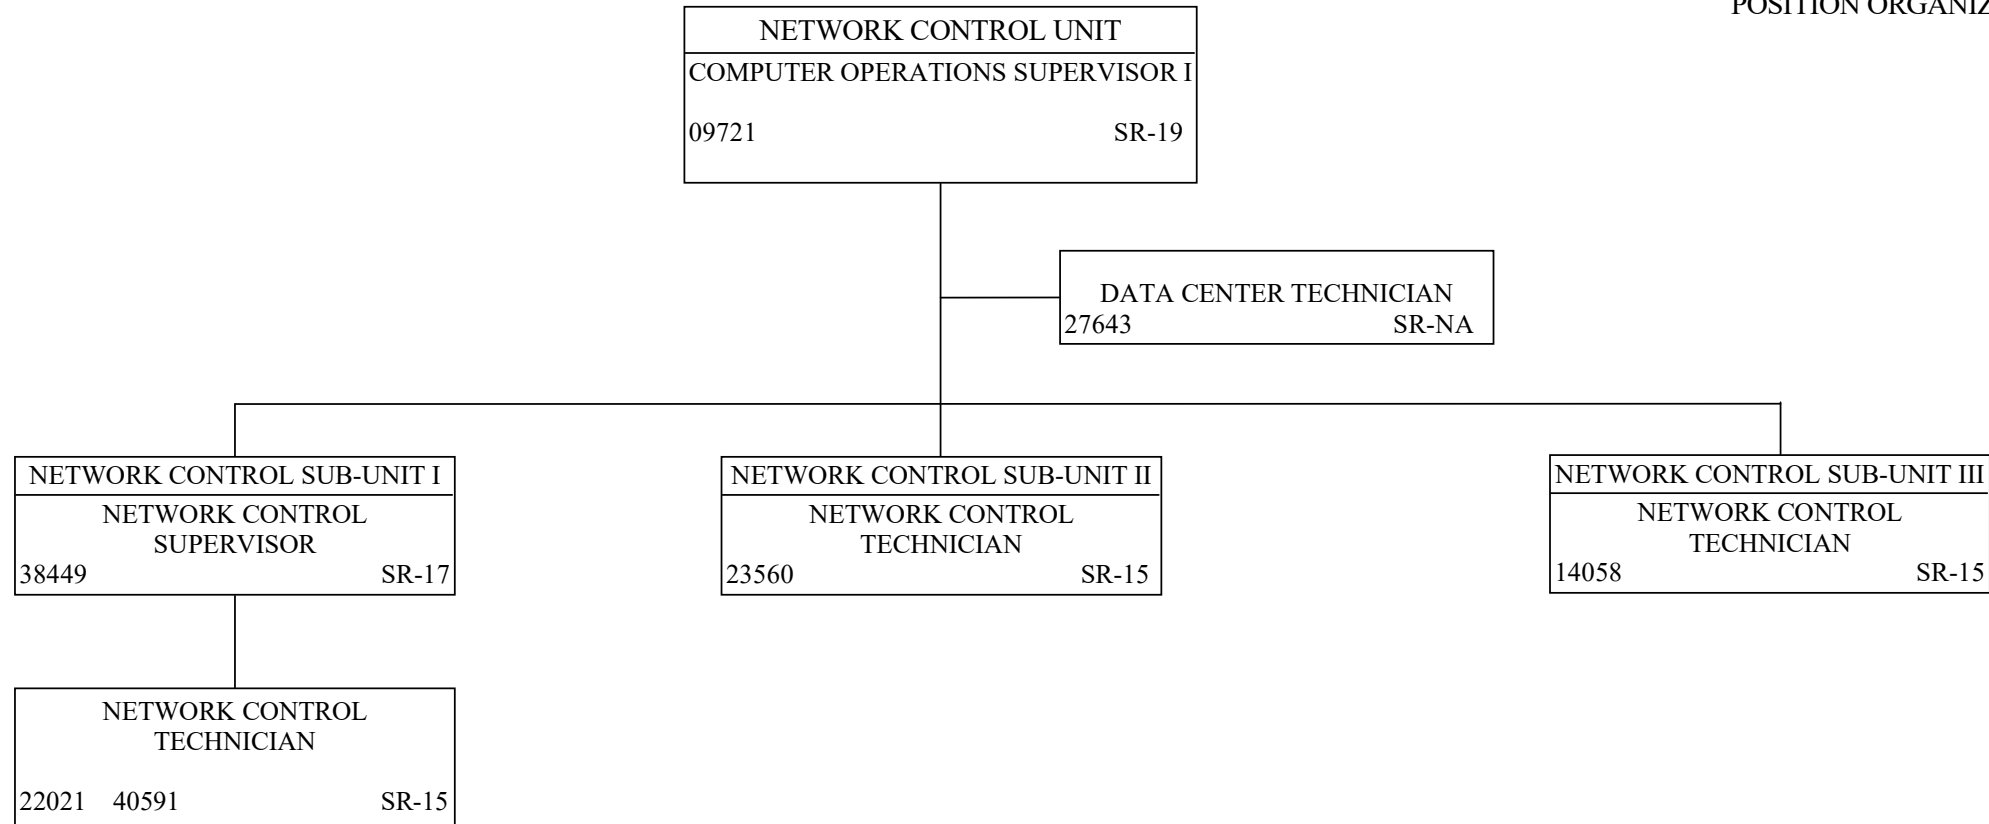 POSITION ORGANIZ
NETWORK CONTROL UNIT
COMPUTER OPERATIONS SUPERVISOR I
09721 SR-19
DATA CENTER TECHNICIAN
27643 SR-NA
NETWORK CONTROL SUB-UNIT I
NETWORK CONTROL
SUPERVISOR
38449 SR-17
NETWORK CONTROL SUB-UNIT II
NETWORK CONTROL
TECHNICIAN
23560 SR-15
NETWORK CONTROL SUB-UNIT III
NETWORK CONTROL
TECHNICIAN
14058 SR-15
NETWORK CONTROL
TECHNICIAN
22021 40591 SR-15